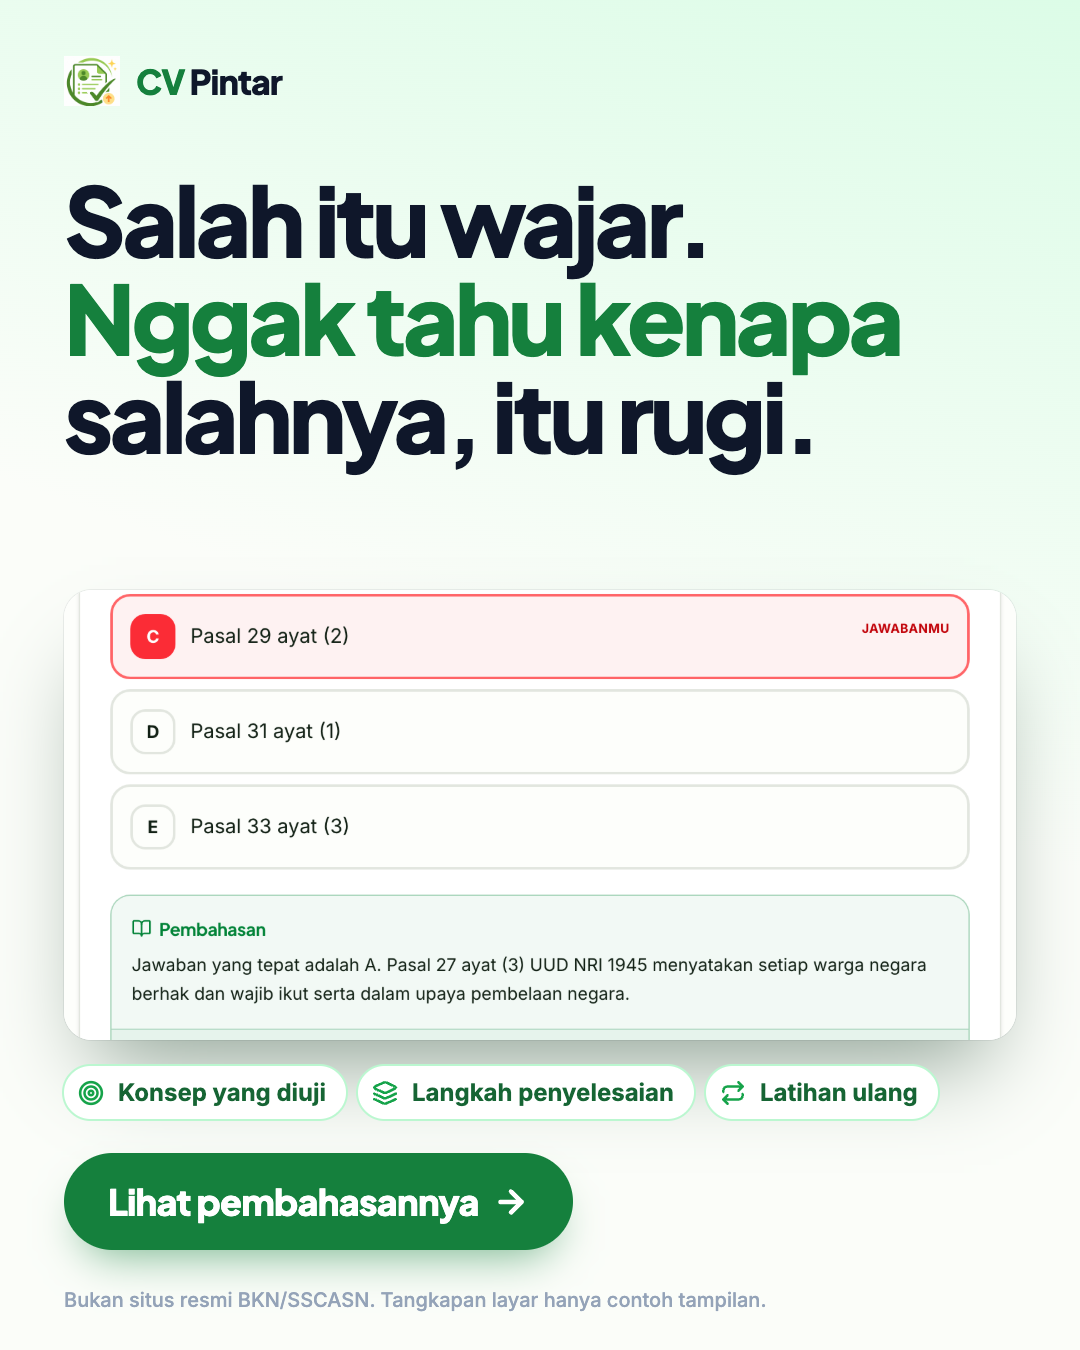 CV Pintar
Salah itu wajar.
Nggak tahu kenapa
salahnya, itu rugi.
C Pasal 29 ayat (2) JAWABANMU
D Pasal 31 ayat (1)
E Pasal 33 ayat (3)
Pembahasan
Jawaban yang tepat adalah A. Pasal 27 ayat (3) UUD NRI 1945 menyatakan setiap warga negara
berhak dan wajib ikut serta dalam upaya pembelaan negara.
Konsep yang diuji Langkah penyelesaian Latihan ulang
Lihat pembahasannya →
Bukan situs resmi BKN/SSCASN. Tangkapan layar hanya contoh tampilan.